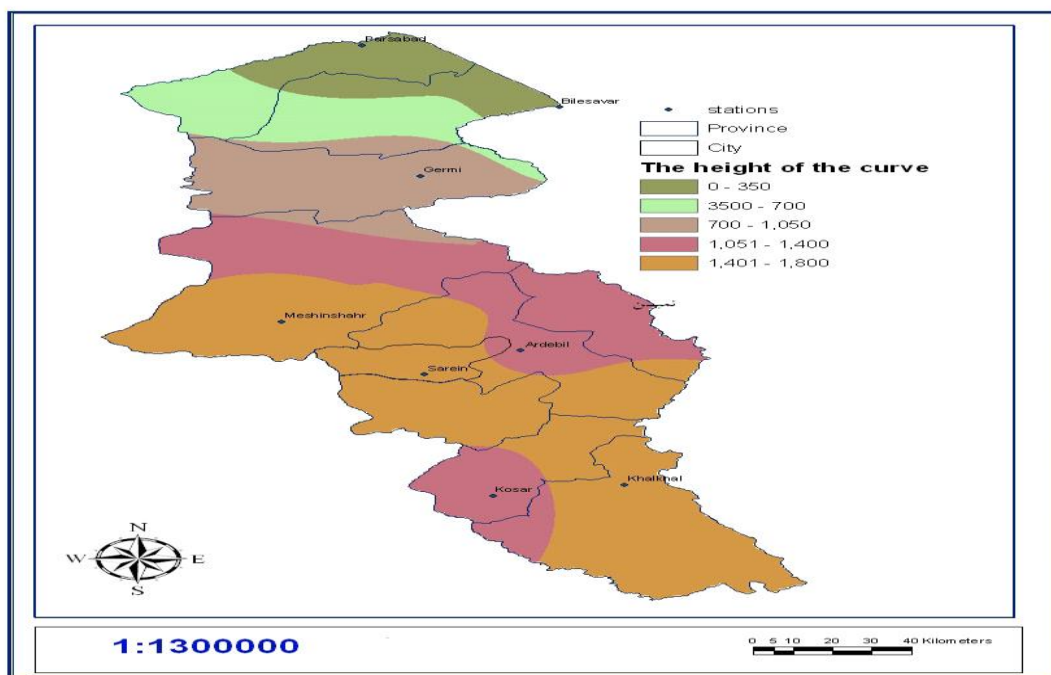 Parsabad
Bilesavar
stations
Province
City
The height of the curve
0 - 350
3500 - 700
700 - 1,050
1,051 - 1,400
1,401 - 1,800
Germi
Meshinshahr
Ardebil
Sarein
Kosar
Khalkhal
N
W
E
S
1:1300000
0 5 10 20 30 40 Kilometers